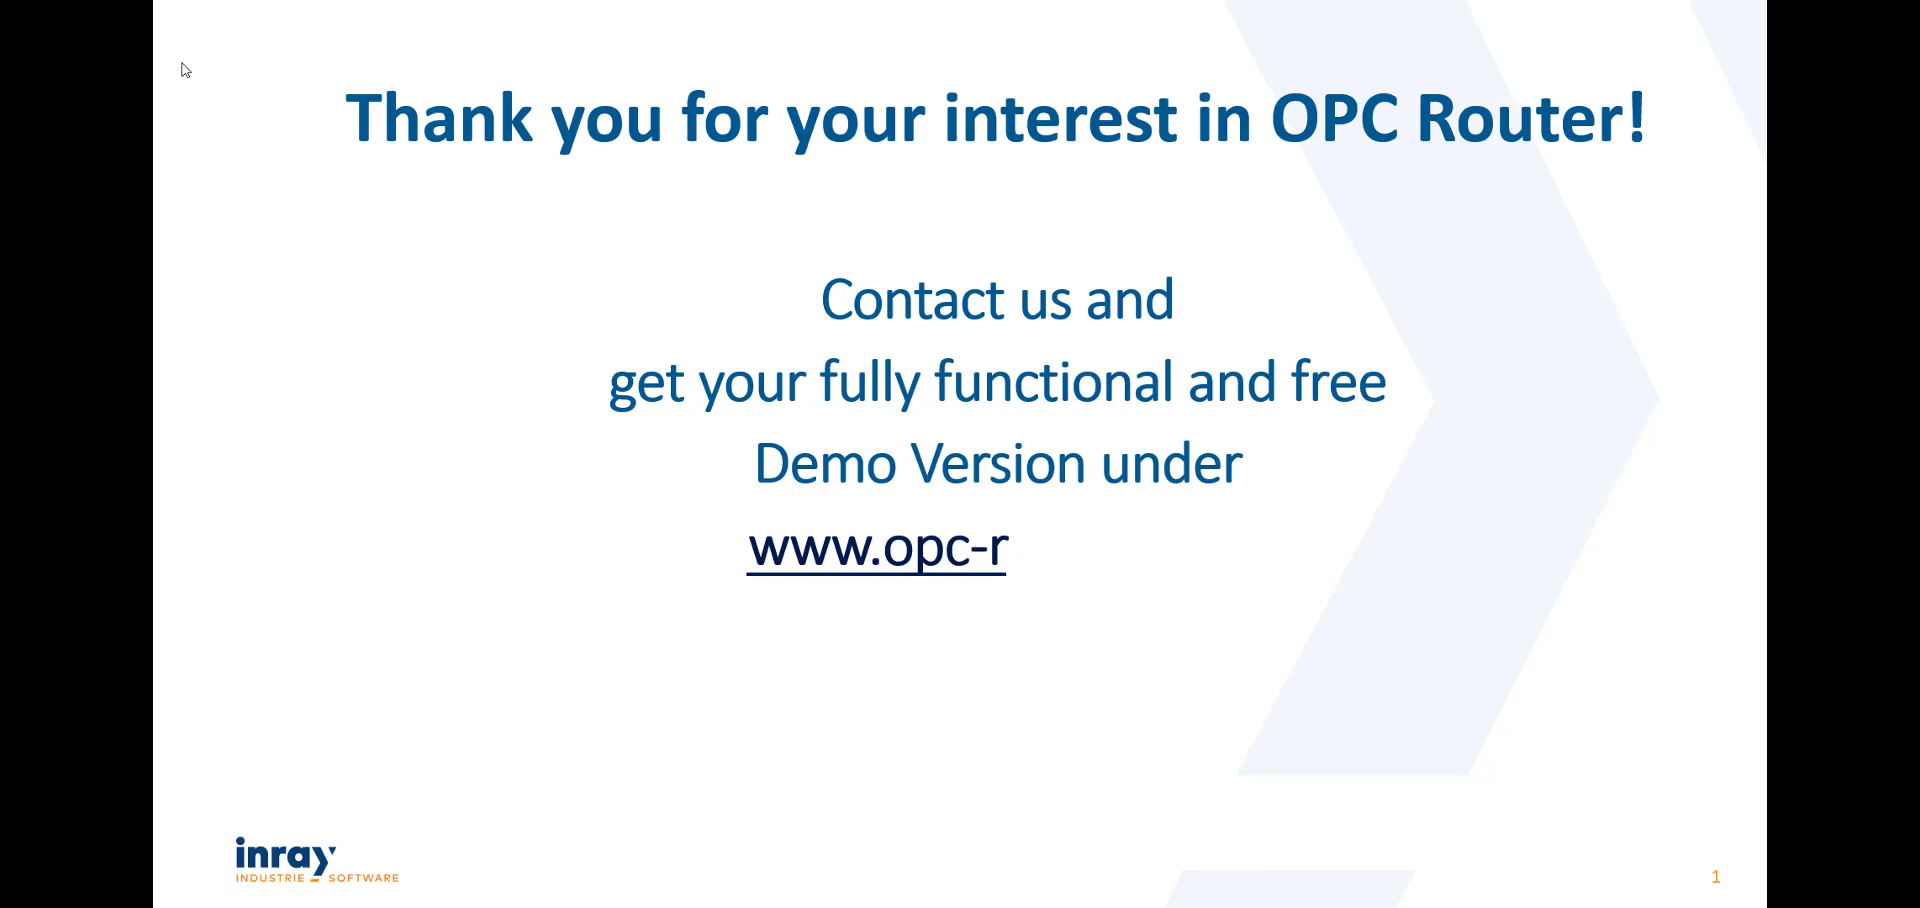 Thank you for your interest in OPC Router!
Contact us and
get your fully functional and free
Demo Version under
www.opc-r
inray
INDUSTRIE SOFTWARE
1